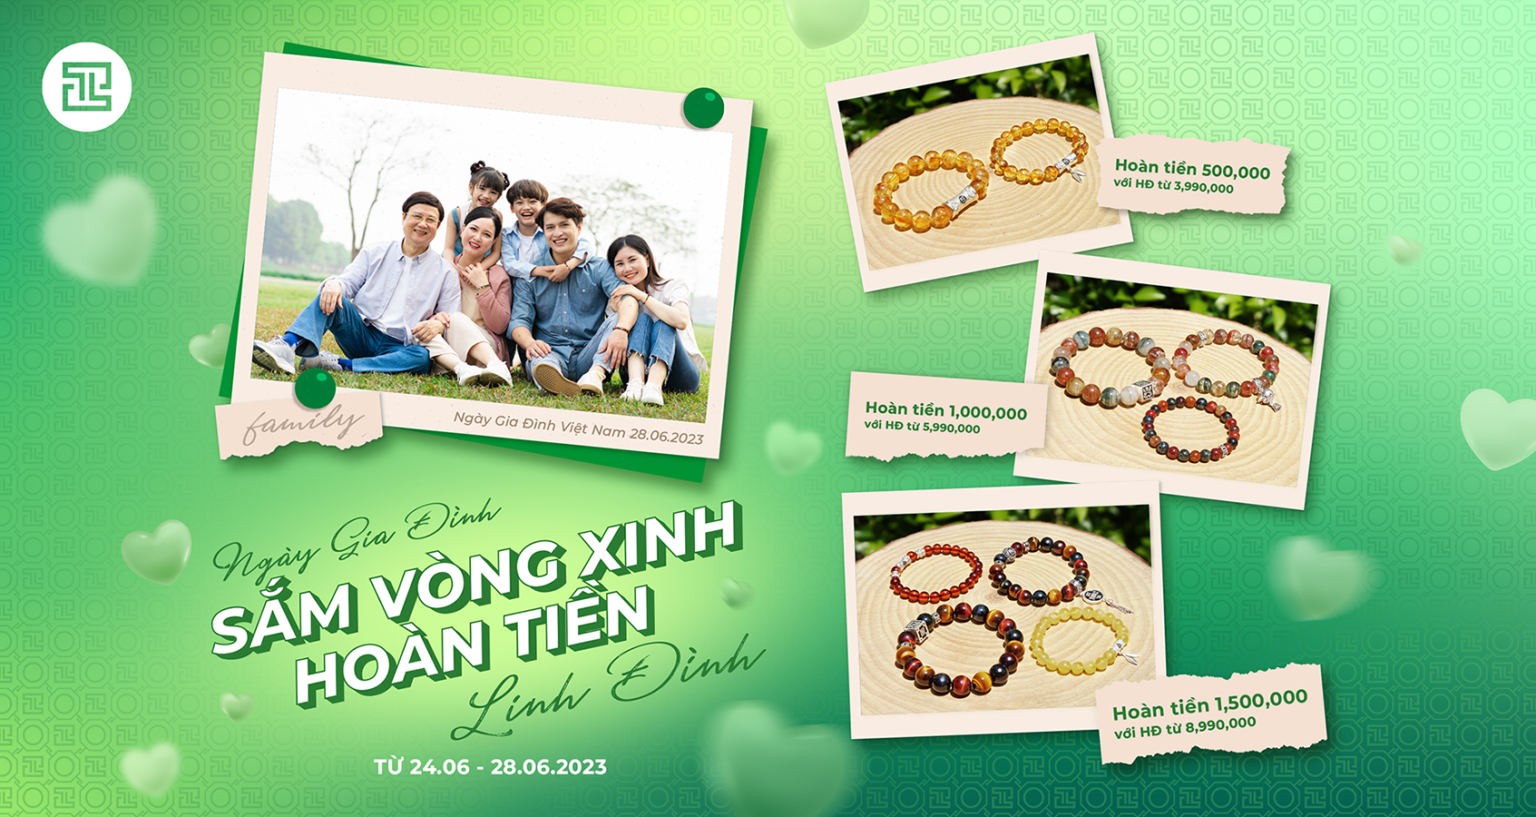 family
Ngày Gia Đình Việt Nam 28.06.2023
Ngày Gia Đình
SẮM VÒNG XINH
HOÀN TIỀN
Linh Đình
TỪ 24.06 - 28.06.2023
Hoàn tiền 500,000
với HĐ từ 3,990,000
Hoàn tiền 1,000,000
với HĐ từ 5,990,000
Hoàn tiền 1,500,000
với HĐ từ 8,990,000